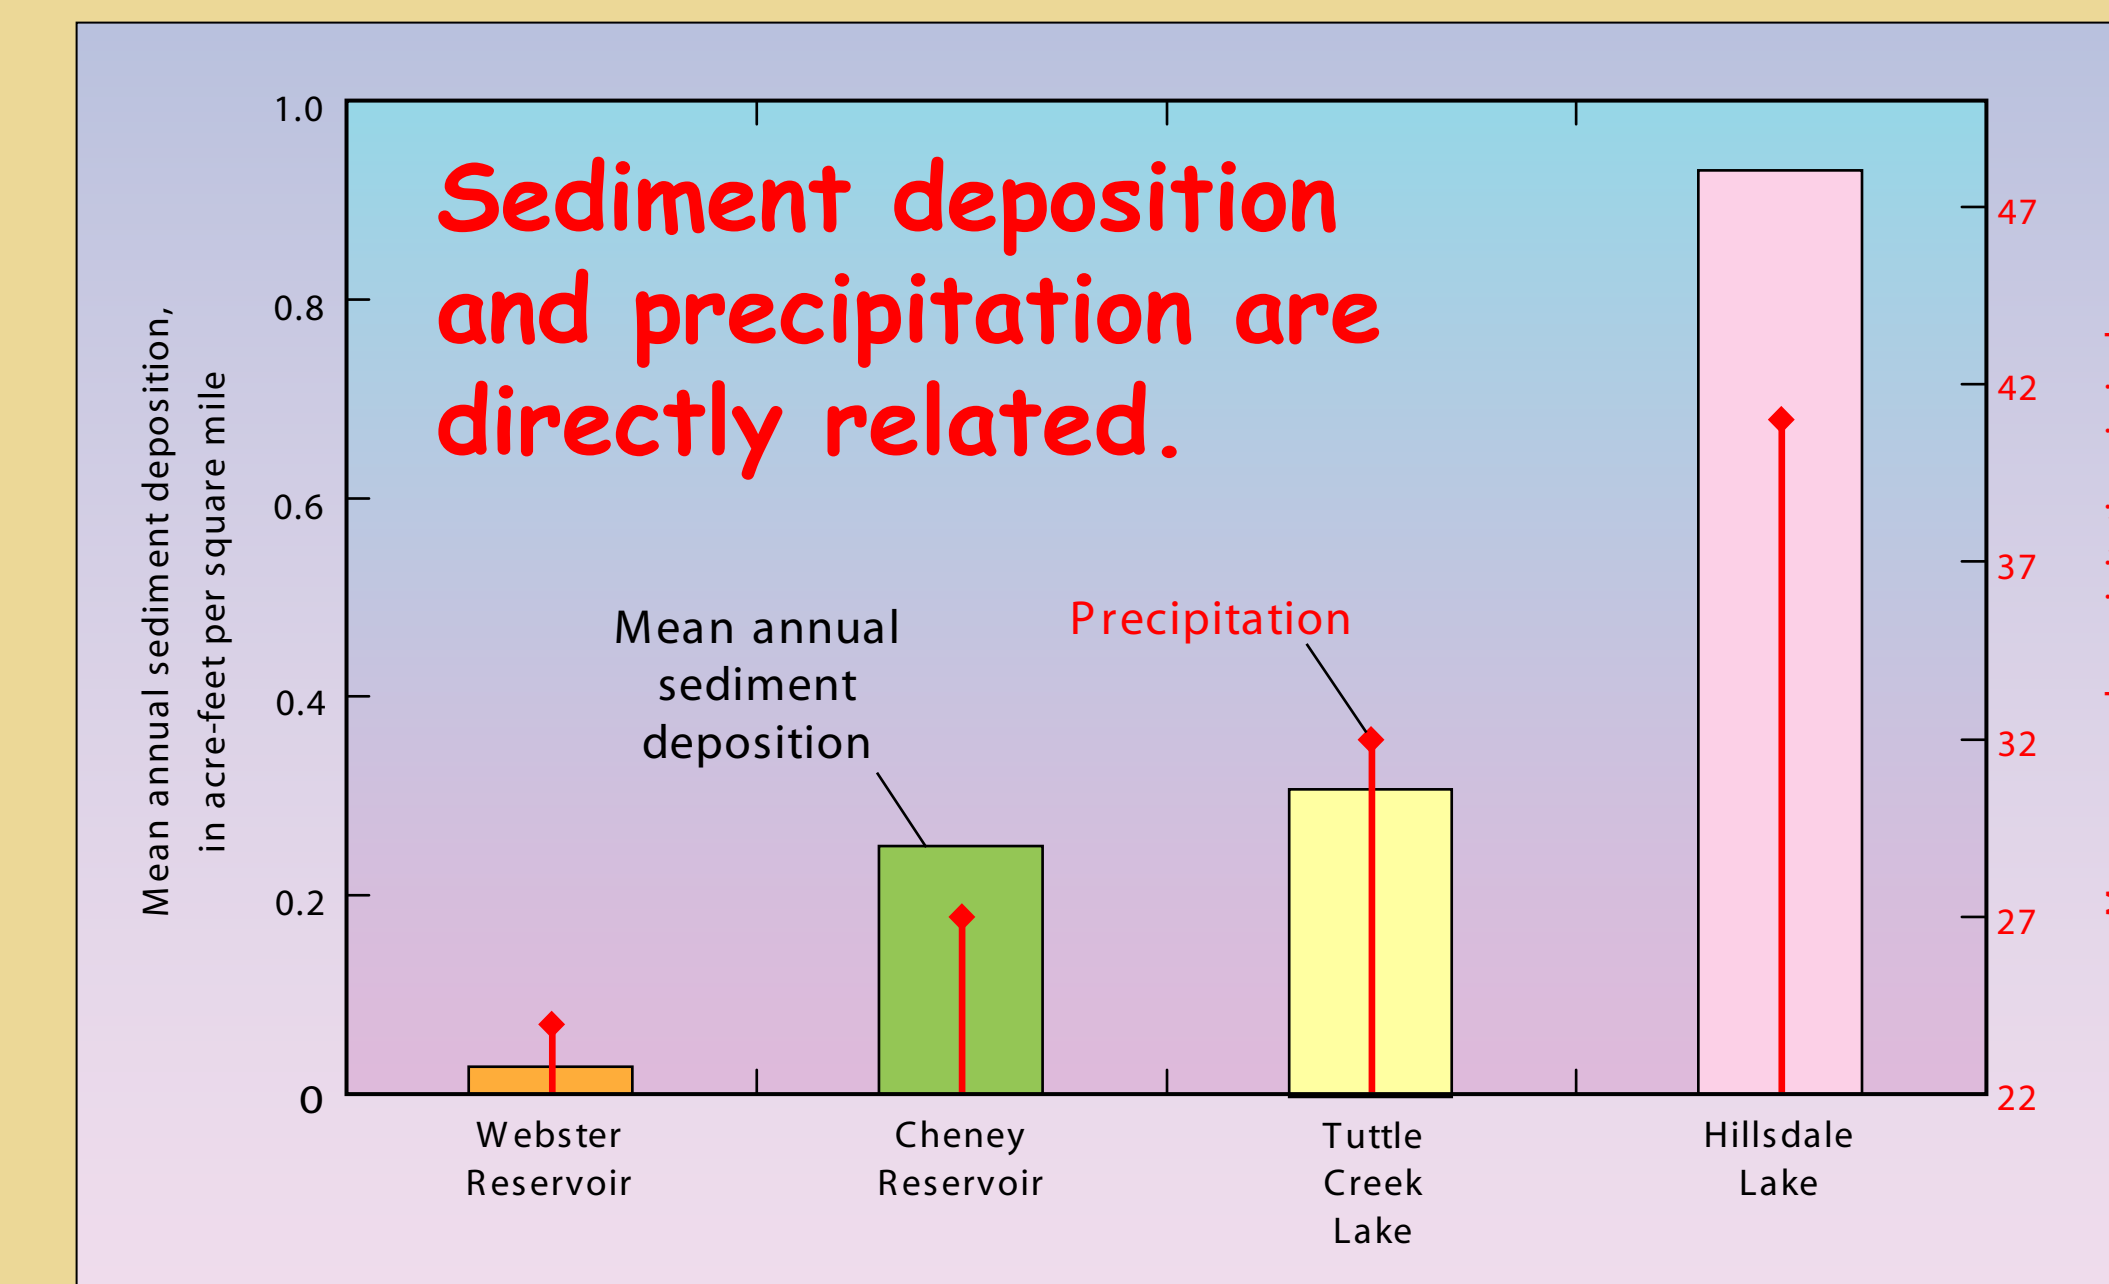 Sediment deposition
and precipitation are
directly related.
Mean annual sediment deposition,
in acre-feet per square mile
1.0
0.8
0.6
0.4
0.2
0
Mean annual
sediment
deposition
Precipitation
47
42
37
32
27
22
Webster
Reservoir
Cheney
Reservoir
Tuttle
Creek
Lake
Hillsdale
Lake